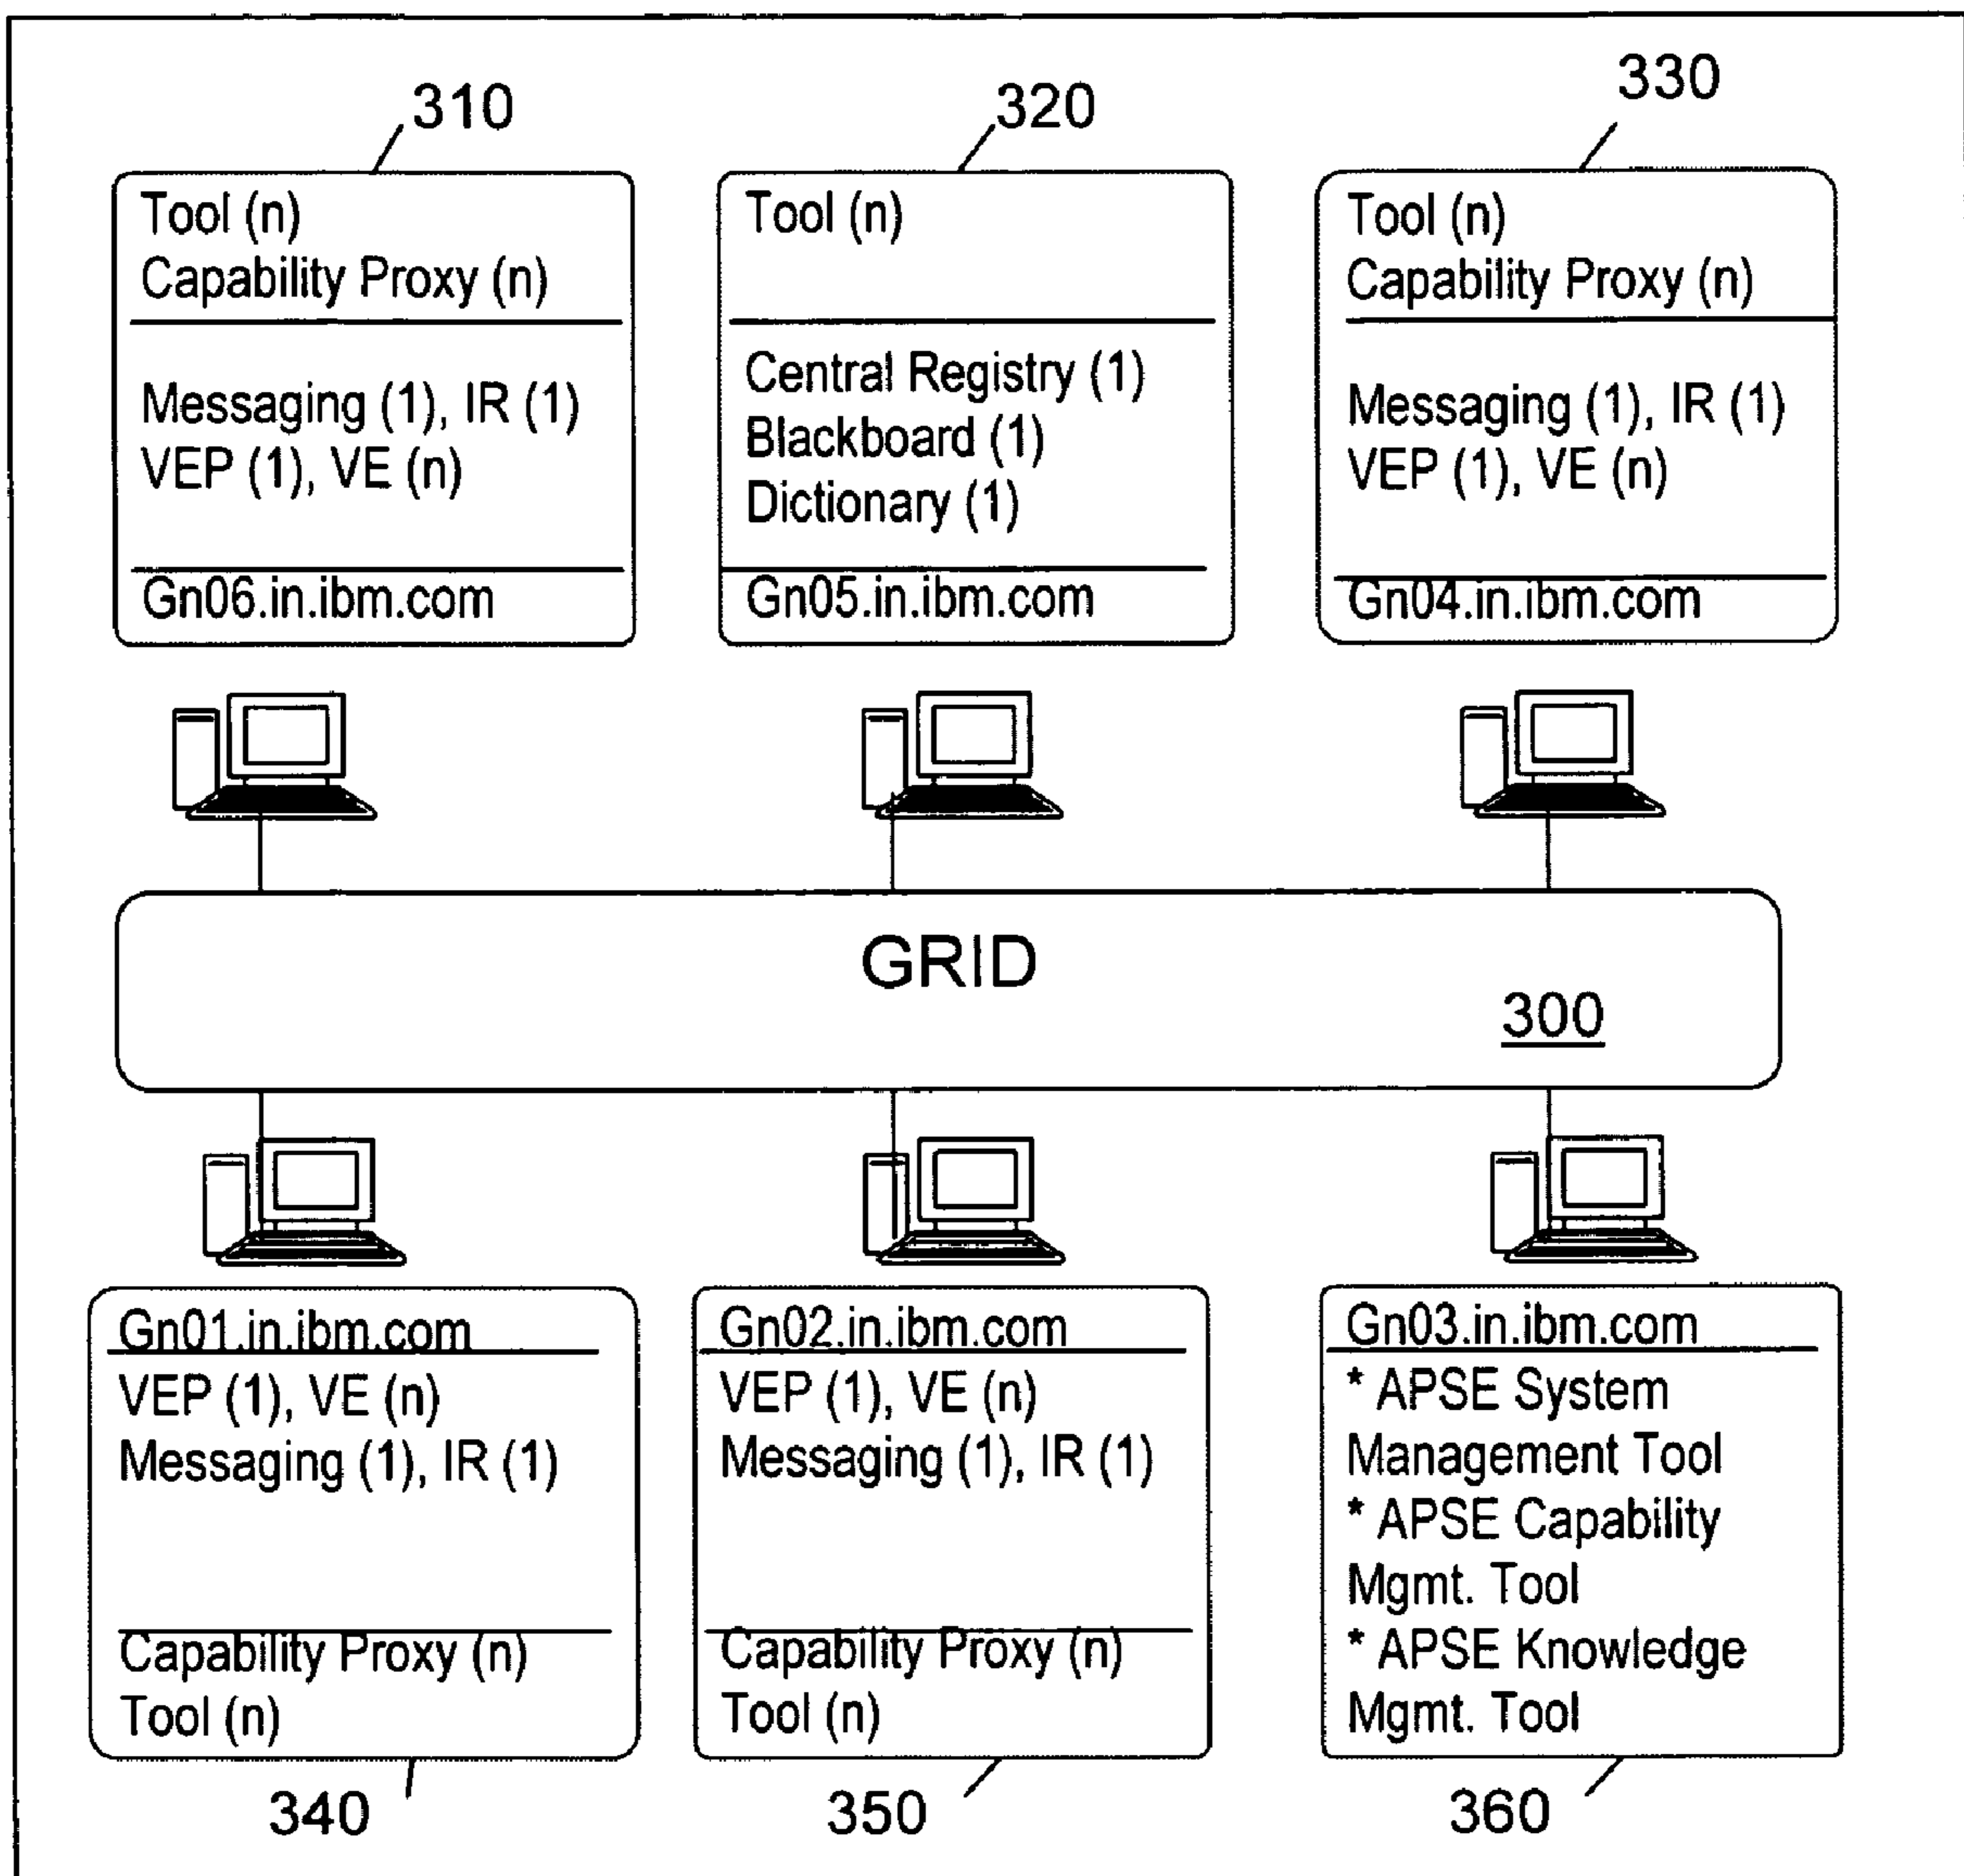 310
320
330
Tool (n)
Capability Proxy (n)
Messaging (1), IR (1)
VEP (1), VE (n)
Gn06.in.ibm.com
Tool (n)
Central Registry (1)
Blackboard (1)
Dictionary (1)
Gn05.in.ibm.com
Tool (n)
Capability Proxy (n)
Messaging (1), IR (1)
VEP (1), VE (n)
Gn04.in.ibm.com
GRID
300
Gn01.in.ibm.com
VEP (1), VE (n)
Messaging (1), IR (1)
Capability Proxy (n)
Tool (n)
Gn02.in.ibm.com
VEP (1), VE (n)
Messaging (1), IR (1)
Capability Proxy (n)
Tool (n)
Gn03.in.ibm.com
* APSE System
Management Tool
* APSE Capability
Mgmt. Tool
* APSE Knowledge
Mgmt. Tool
340
350
360